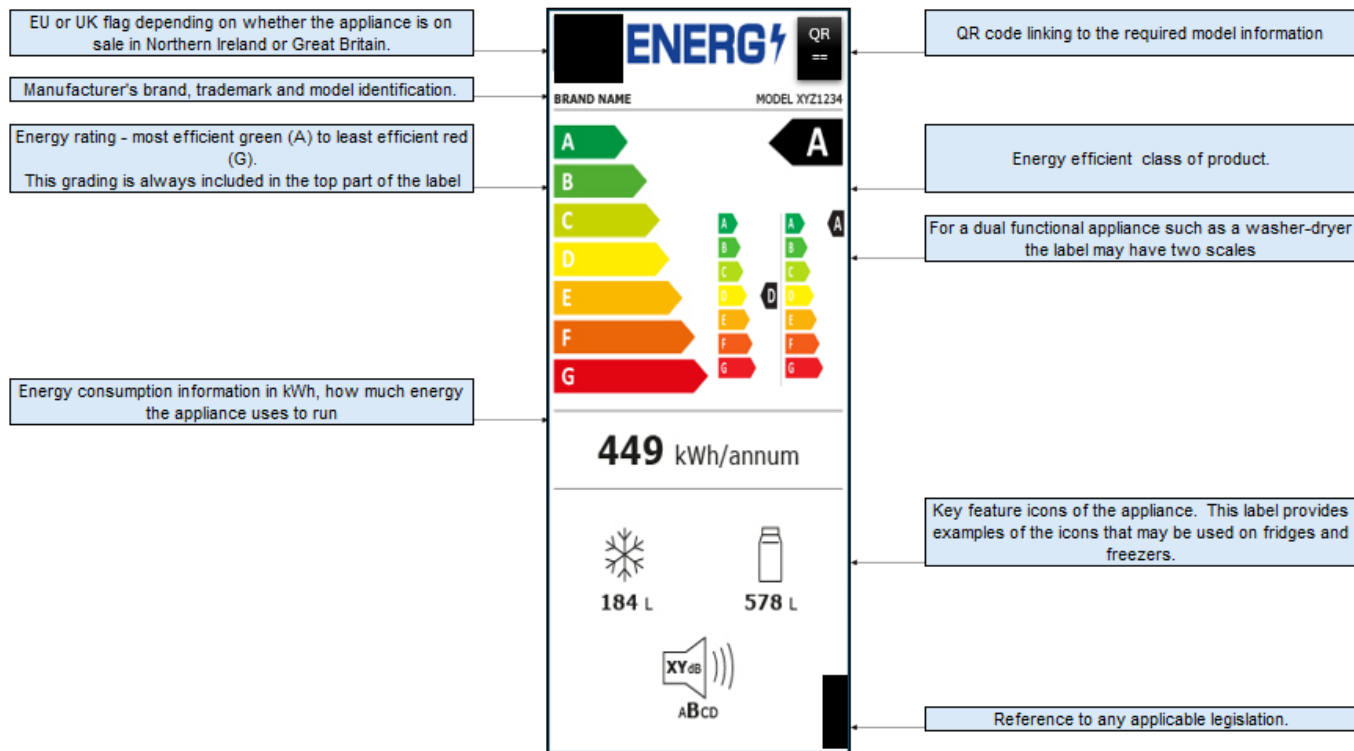 EU or UK flag depending on whether the appliance is on
sale in Northern Ireland or Great Britain.
Manufacturer's brand, trademark and model identification.
Energy rating - most efficient green (A) to least efficient red
(G).
This grading is always included in the top part of the label
Energy consumption information in kWh, how much energy
the appliance uses to run
ENERG
QR
==
BRAND NAME
MODEL XYZ1234
A
A
B
C
D
E
F
G
A
B
C
D
E
F
G
D
A
B
C
D
E
F
G
A
449 kWh/annum
184 L
578 L
XY dB
ABCD
QR code linking to the required model information
Energy efficient class of product.
For a dual functional appliance such as a washer-dryer
the label may have two scales
Key feature icons of the appliance. This label provides
examples of the icons that may be used on fridges and
freezers.
Reference to any applicable legislation.